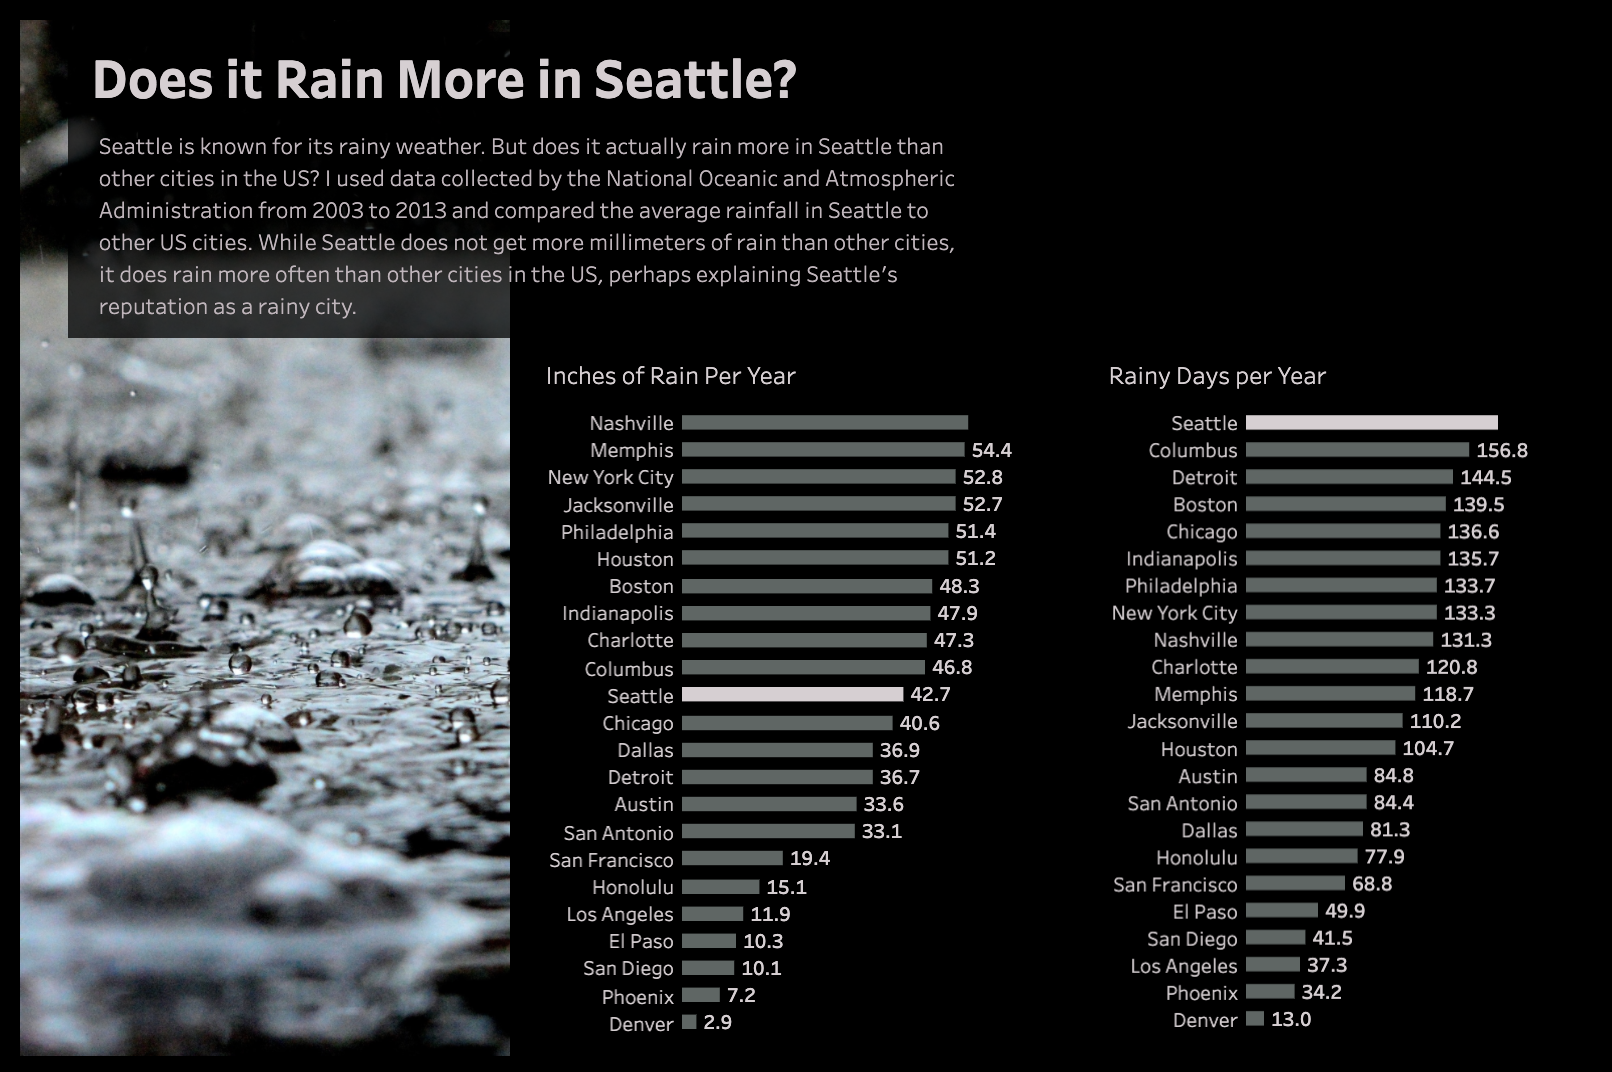 Does it Rain More in Seattle?
Seattle is known for its rainy weather. But does it actually rain more in Seattle than
other cities in the US? I used data collected by the National Oceanic and Atmospheric
Administration from 2003 to 2013 and compared the average rainfall in Seattle to
other US cities. While Seattle does not get more millimeters of rain than other cities,
it does rain more often than other cities in the US, perhaps explaining Seattle's
reputation as a rainy city.
Inches of Rain Per Year
Nashville
Memphis 54.4
New York City 52.8
Jacksonville 52.7
Philadelphia 51.4
Houston 51.2
Boston 48.3
Indianapolis 47.9
Charlotte 47.3
Columbus 46.8
Seattle 42.7
Chicago 40.6
Dallas 36.9
Detroit 36.7
Austin 33.6
San Antonio 33.1
San Francisco 19.4
Honolulu 15.1
Los Angeles 11.9
El Paso 10.3
San Diego 10.1
Phoenix 7.2
Denver 2.9
Rainy Days per Year
Seattle
Columbus 156.8
Detroit 144.5
Boston 139.5
Chicago 136.6
Indianapolis 135.7
Philadelphia 133.7
New York City 133.3
Nashville 131.3
Charlotte 120.8
Memphis 118.7
Jacksonville 110.2
Houston 104.7
Austin 84.8
San Antonio 84.4
Dallas 81.3
Honolulu 77.9
San Francisco 68.8
El Paso 49.9
San Diego 41.5
Los Angeles 37.3
Phoenix 34.2
Denver 13.0